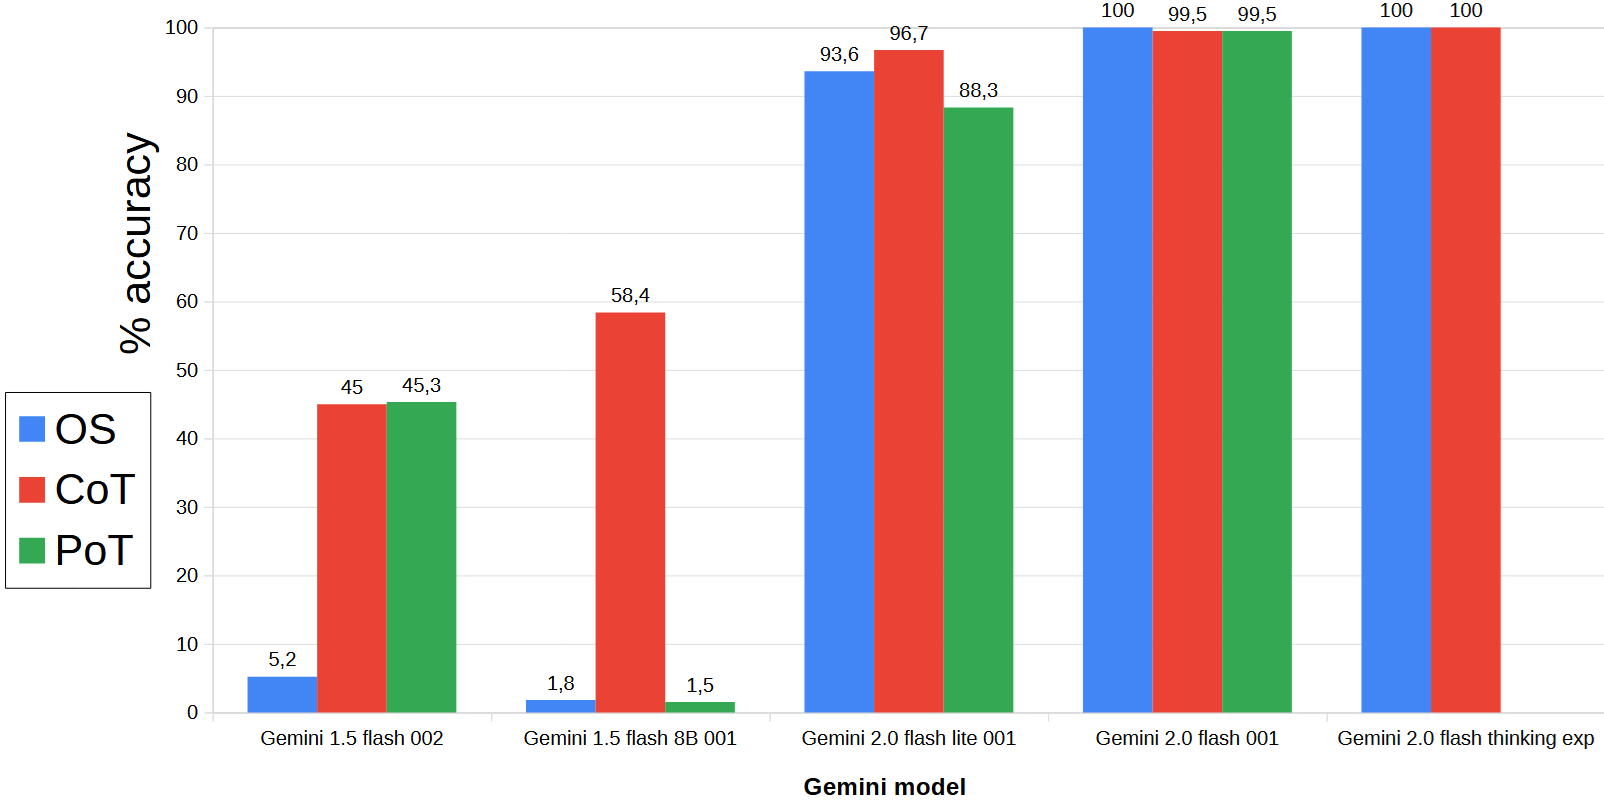 % accuracy
100
90
80
70
60
50
40
30
20
10
0
OS
CoT
PoT
5,2
45
45,3
1,8
58,4
1,5
93,6
96,7
88,3
100
99,5
99,5
100
100
Gemini 1.5 flash 002
Gemini 1.5 flash 8B 001
Gemini 2.0 flash lite 001
Gemini 2.0 flash 001
Gemini 2.0 flash thinking exp
Gemini model